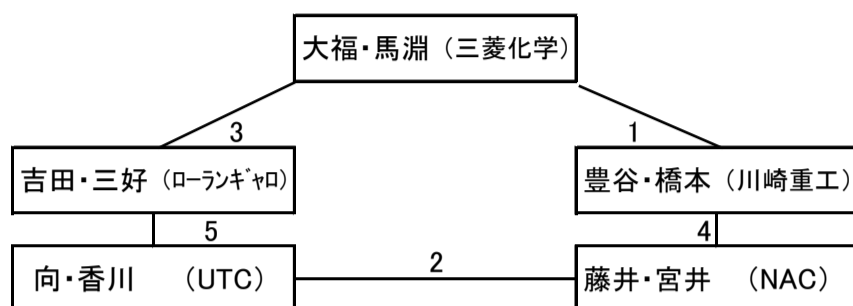 大福・馬淵（三菱化学）
3
1
吉田・三好（ﾛｰﾗﾝｷﾞｬﾛ）
豊谷・橋本（川崎重工）
5
4
向・香川　（UTC）
2
藤井・宮井　（NAC）